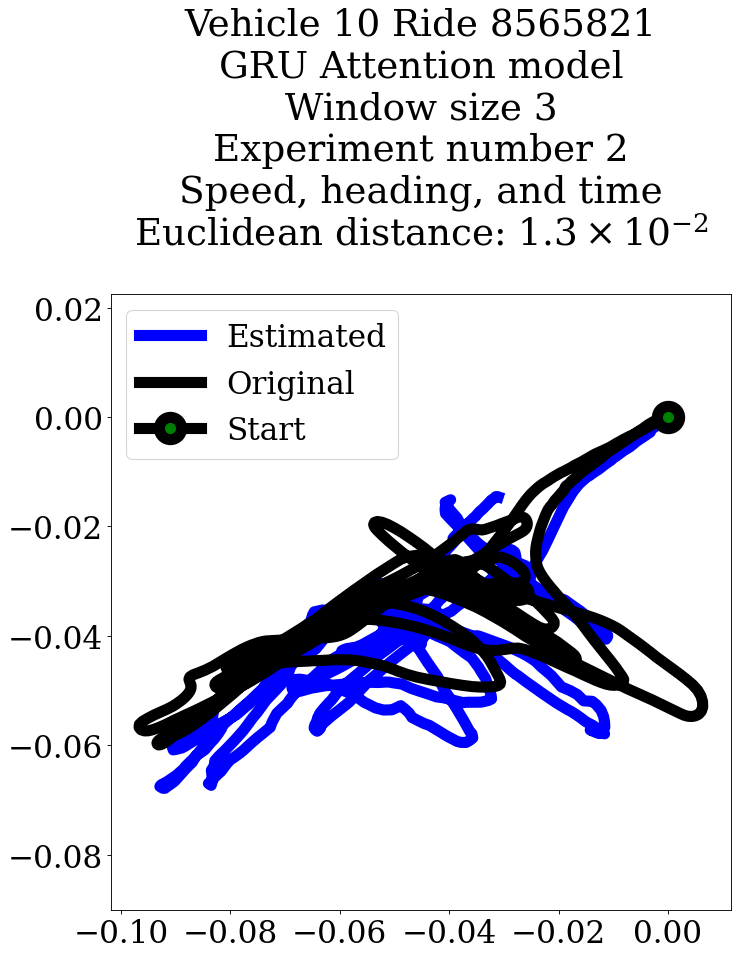 Vehicle 10 Ride 8565821
GRU Attention model
Window size 3
Experiment number 2
Speed, heading, and time
Euclidean distance: 1.3 × 10⁻²
0.02
Estimated
0.00
Original
Start
−0.02
−0.04
−0.06
−0.08
−0.10 −0.08 −0.06 −0.04 −0.02 0.00